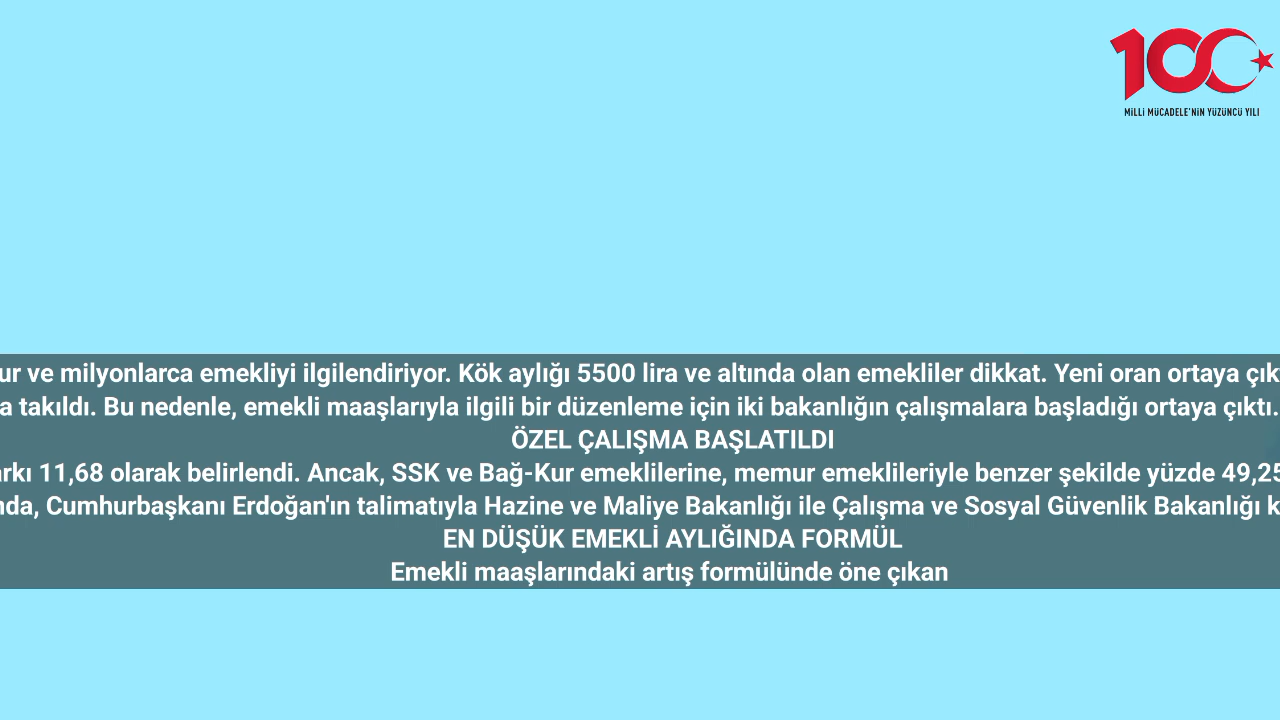 100
MİLLİ MÜCADELE'NİN YÜZÜNCÜ YILI
ur ve milyonlarca emekliyi ilgilendiriyor. Kök aylığı 5500 lira ve altında olan emekliler dikkat. Yeni oran ortaya çık
a takıldı. Bu nedenle, emekli maaşlarıyla ilgili bir düzenleme için iki bakanlığın çalışmalara başladığı ortaya çıktı.
ÖZEL ÇALIŞMA BAŞLATILDI
arkı 11,68 olarak belirlendi. Ancak, SSK ve Bağ-Kur emeklilerine, memur emeklileriyle benzer şekilde yüzde 49,25
nda, Cumhurbaşkanı Erdoğan'ın talimatıyla Hazine ve Maliye Bakanlığı ile Çalışma ve Sosyal Güvenlik Bakanlığı k
EN DÜŞÜK EMEKLİ AYLIĞINDA FORMÜL
Emekli maaşlarındaki artış formülünde öne çıkan